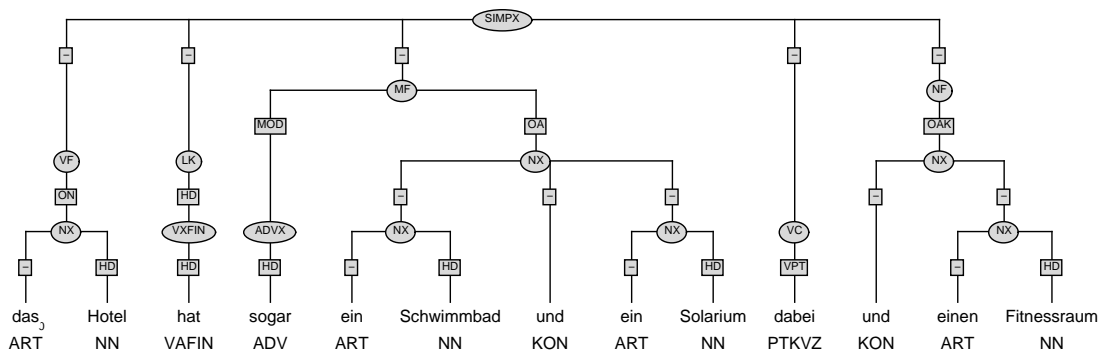 SIMPX
– – – – –
MF NF
MOD OA OAK
VF LK NX NX
ON HD – – – – –
NX VXFIN ADVX NX NX VC NX
– HD HD HD – HD – HD VPT – HD
das Hotel hat sogar ein Schwimmbad und ein Solarium dabei und einen Fitnessraum
ART NN VAFIN ADV ART NN KON ART NN PTKVZ KON ART NN